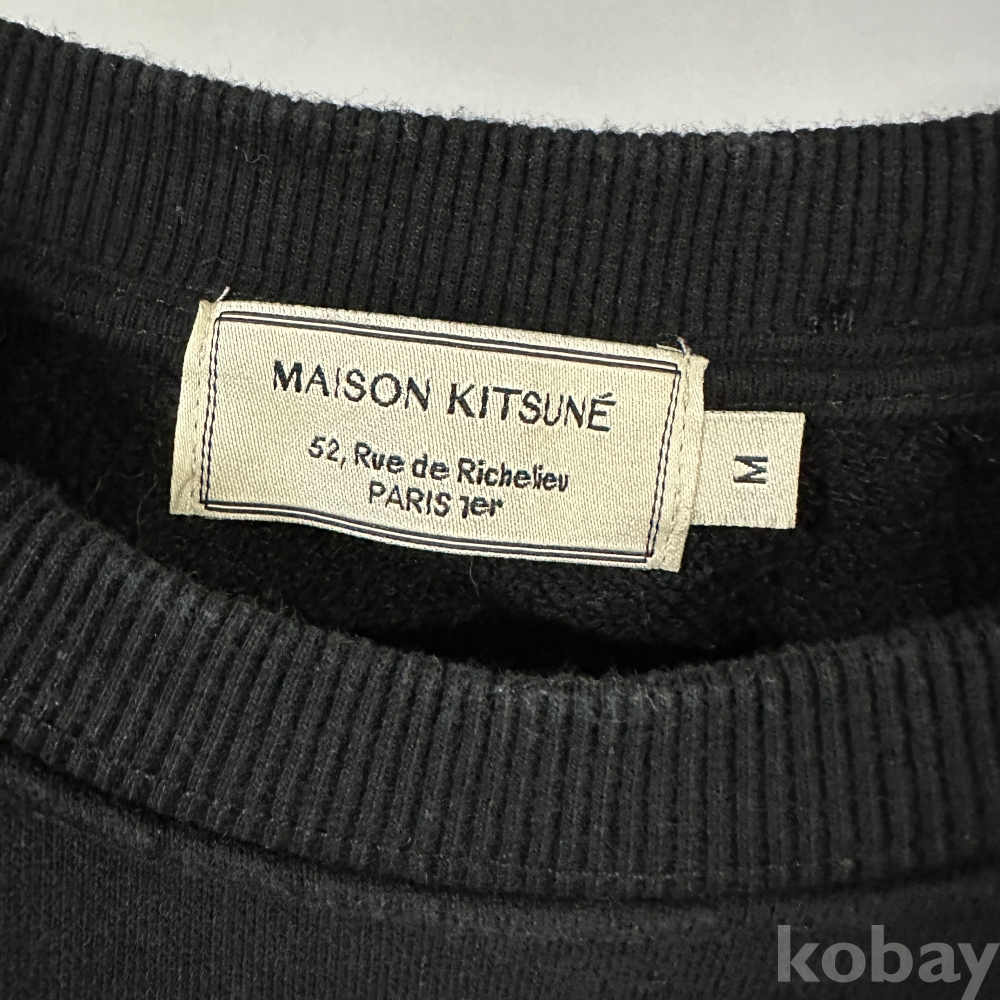 MAISON KITSUNÉ
52, Rue de Richelieu
PARIS 1er
M
kobay